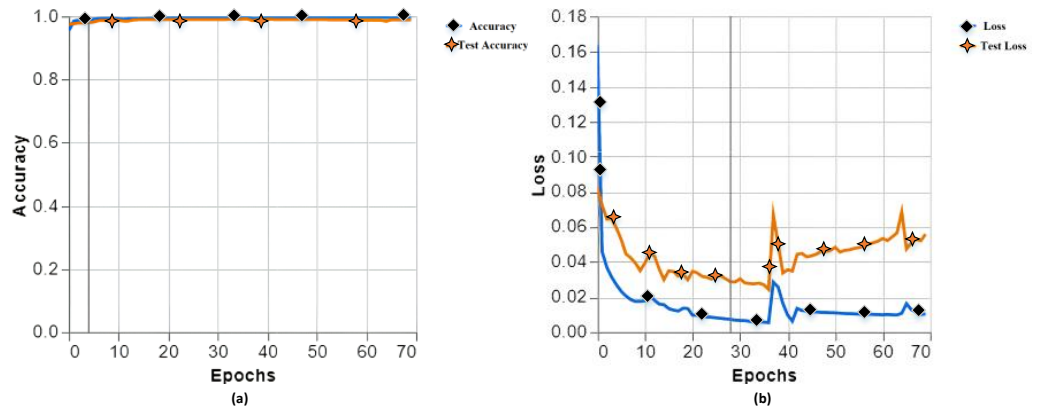 1.0
0.8
0.6
0.4
0.2
0.0
Accuracy
0 10 20 30 40 50 60 70
Epochs
(a)
Accuracy
Test Accuracy
0.18
0.16
0.14
0.12
0.10
0.08
0.06
0.04
0.02
0.00
Loss
0 10 20 30 40 50 60 70
Epochs
(b)
Loss
Test Loss